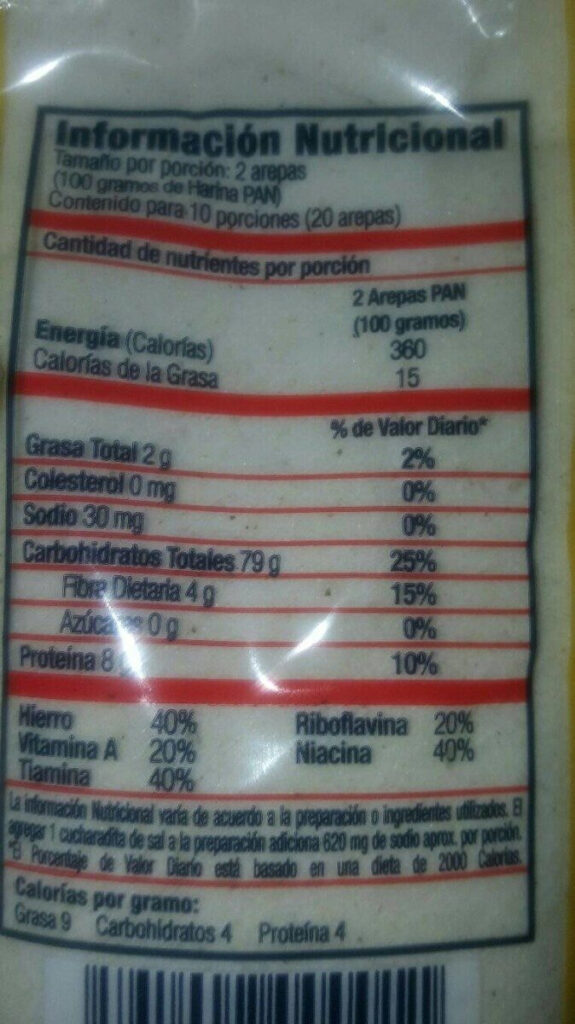 Información Nutricional
Tamaño por porción: 2 arepas
(100 gramos de Harina PAN)
Contenido para 10 porciones (20 arepas)
Cantidad de nutrientes por porción
2 Arepas PAN
(100 gramos)
Energía (Calorías) 360
Calorías de la Grasa 15
% de Valor Diario*
Grasa Total 2 g 2%
Colesterol 0 mg 0%
Sodio 30 mg 0%
Carbohidratos Totales 79 g 25%
Fibra Dietaria 4 g 15%
Azúcares 0 g 0%
Proteína 8 g 10%
Hierro 40% Riboflavina 20%
Vitamina A 20% Niacina 40%
Tiamina 40%
La información Nutricional varía de acuerdo a la preparación o ingredientes utilizados. El
agregar 1 cucharadita de sal a la preparación adiciona 620 mg de sodio aprox. por porción.
*El Porcentaje de Valor Diario está basado en una dieta de 2000 Calorías.
Calorías por gramo:
Grasa 9 Carbohidratos 4 Proteína 4